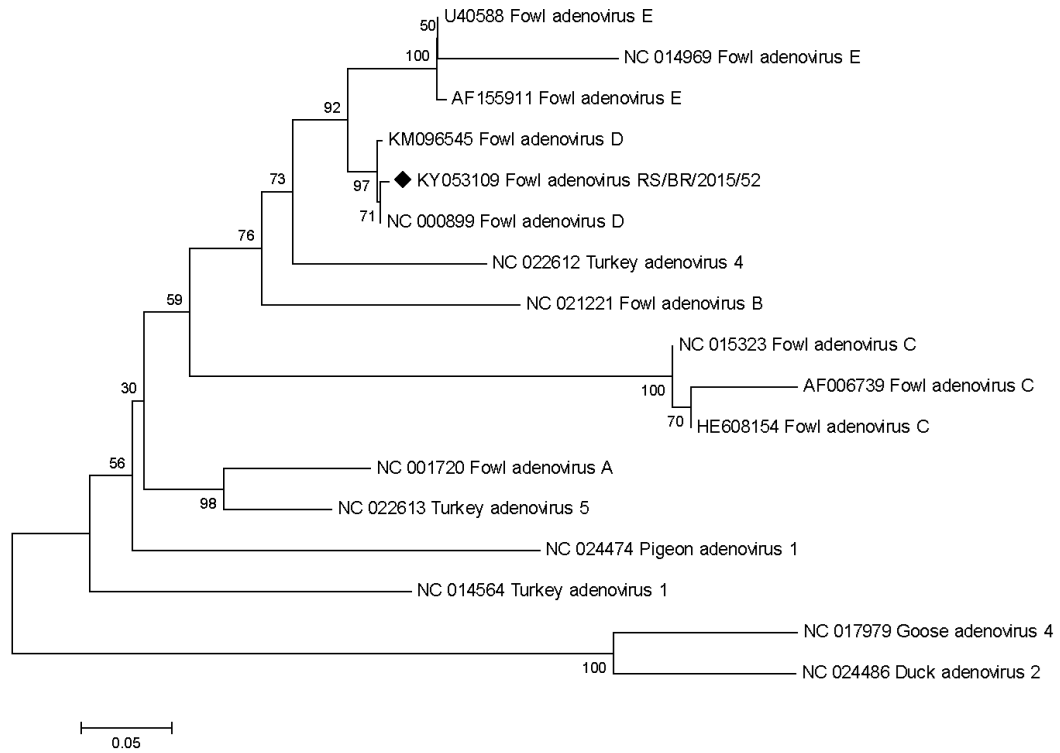 U40588 Fowl adenovirus E
50
NC 014969 Fowl adenovirus E
100
AF155911 Fowl adenovirus E
92
KM096545 Fowl adenovirus D
KY053109 Fowl adenovirus RS/BR/2015/52
97
73
71
NC 000899 Fowl adenovirus D
76
NC 022612 Turkey adenovirus 4
59
NC 021221 Fowl adenovirus B
NC 015323 Fowl adenovirus C
30
100
AF006739 Fowl adenovirus C
70
HE608154 Fowl adenovirus C
56
NC 001720 Fowl adenovirus A
98
NC 022613 Turkey adenovirus 5
NC 024474 Pigeon adenovirus 1
NC 014564 Turkey adenovirus 1
NC 017979 Goose adenovirus 4
100
NC 024486 Duck adenovirus 2
0.05